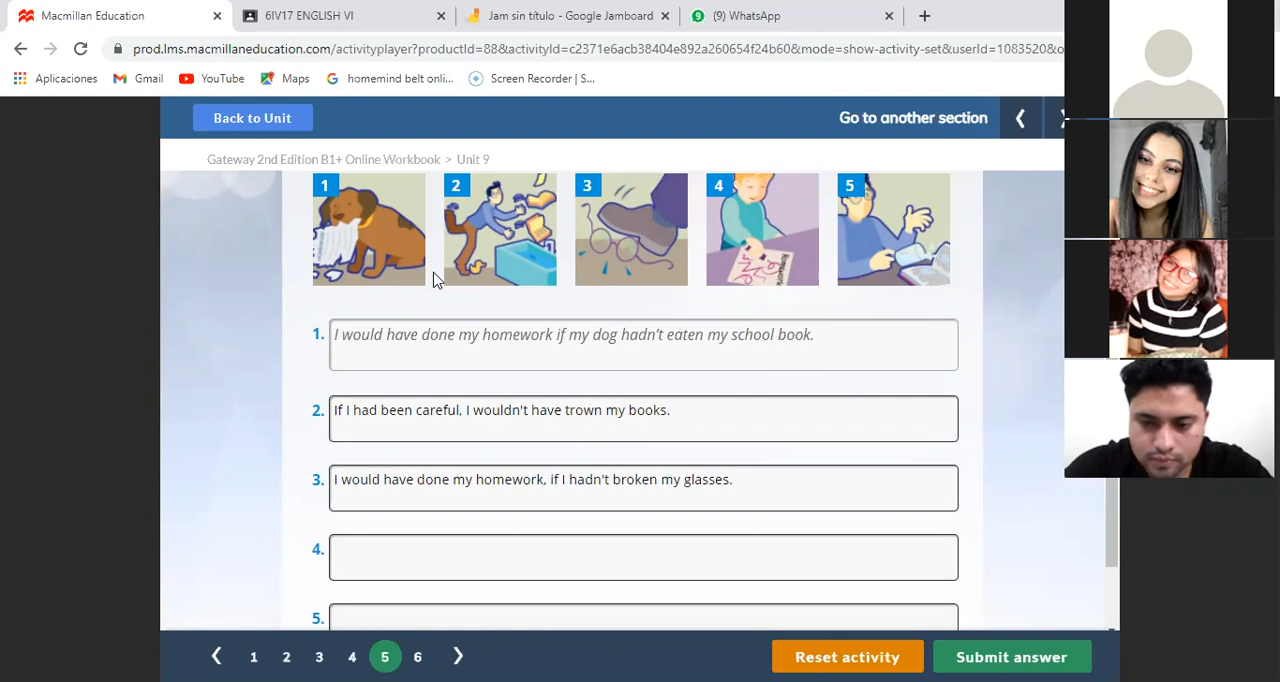 Macmillan Education
6IV17 ENGLISH VI
Jam sin título - Google Jamboard
(9) WhatsApp
prod.lms.macmillaneducation.com/activityplayer?productId=88&activityId=c2371e6acb38404e892a260654f24b60&mode=show-activity-set&userId=1083520&o
Aplicaciones
Gmail
YouTube
Maps
homemind belt onli...
Screen Recorder | S...
Back to Unit
Go to another section
Gateway 2nd Edition B1+ Online Workbook > Unit 9
1
2
3
4
5
Homework
1. I would have done my homework if my dog hadn't eaten my school book.
2. If I had been careful, I wouldn't have trown my books.
3. I would have done my homework, if I hadn't broken my glasses.
4.
5.
1 2 3 4 5 6
Reset activity
Submit answer